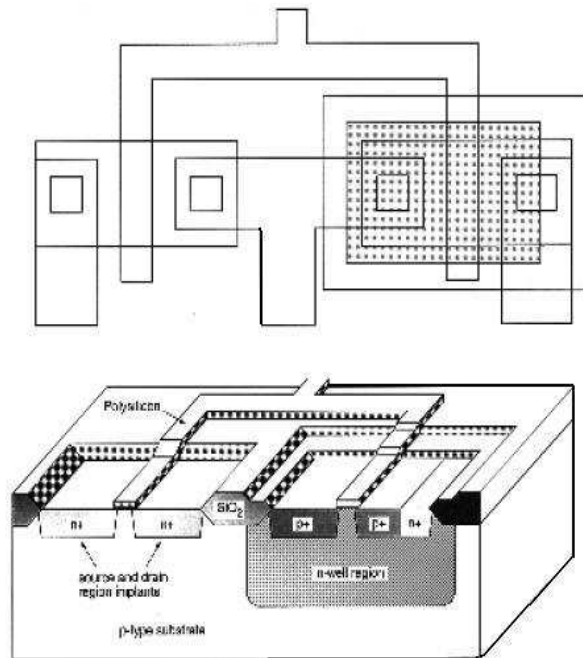 Polysilicon
n+
n+
SiO2
p+
p+
n+
source and drain
region implants
n-well region
p-type substrate